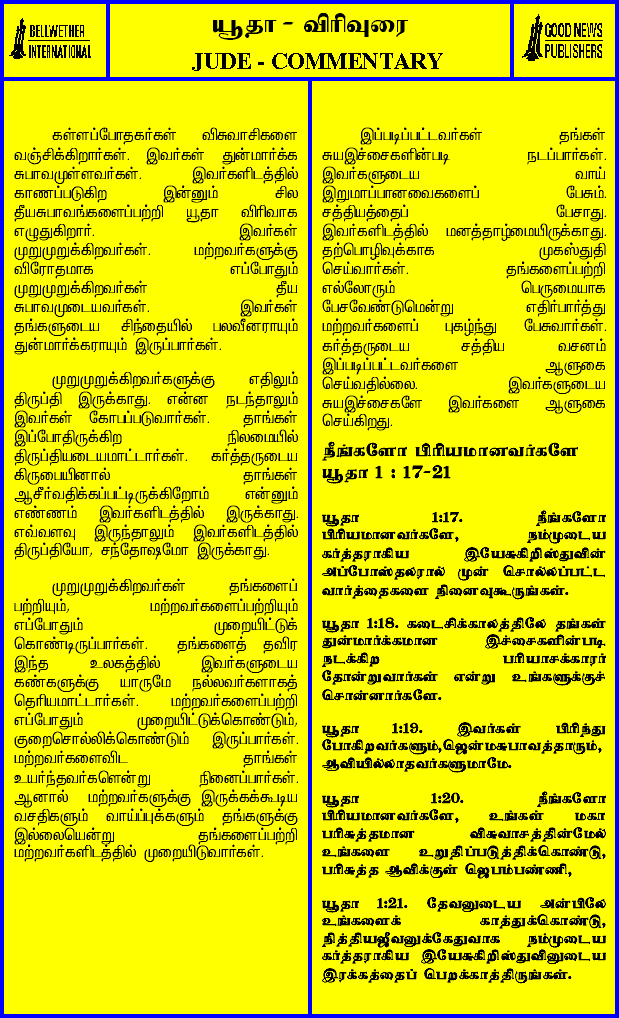 BELLWETHER
INTERNATIONAL
யூதா - விரிவுரை
JUDE - COMMENTARY
GOOD NEWS
PUBLISHERS
கள்ளப்போதகர்கள் விசுவாசிகளை
வஞ்சிக்கிறார்கள். இவர்கள் துன்மார்க்க
சுபாவமுள்ளவர்கள். இவர்களிடத்தில்
காணப்படுகிற இன்னும் சில
தீயசுபாவங்களைப்பற்றி யூதா விரிவாக
எழுதுகிறார். இவர்கள்
முறுமுறுக்கிறவர்கள். மற்றவர்களுக்கு
விரோதமாக எப்போதும்
முறுமுறுக்கிறவர்கள் தீய
சுபாவமுடையவர்கள். இவர்கள்
தங்களுடைய சிந்தையில் பலவீனராயும்
துன்மார்க்கராயும் இருப்பார்கள்.
முறுமுறுக்கிறவர்களுக்கு எதிலும்
திருப்தி இருக்காது. என்ன நடந்தாலும்
இவர்கள் கோபப்படுவார்கள். தாங்கள்
இப்போதிருக்கிற நிலமையில்
திருப்தியடையமாட்டார்கள். கர்த்தருடைய
கிருபையினால் தாங்கள்
ஆசீர்வதிக்கப்பட்டிருக்கிறோம் என்னும்
எண்ணம் இவர்களிடத்தில் இருக்காது.
எவ்வளவு இருந்தாலும் இவர்களிடத்தில்
திருப்தியோ, சந்தோஷமோ இருக்காது.
முறுமுறுக்கிறவர்கள் தங்களைப்
பற்றியும், மற்றவர்களைப்பற்றியும்
எப்போதும் முறையிட்டுக்
கொண்டிருப்பார்கள். தங்களைத் தவிர
இந்த உலகத்தில் இவர்களுடைய
கண்களுக்கு யாருமே நல்லவர்களாகத்
தெரியமாட்டார்கள். மற்றவர்களைப்பற்றி
எப்போதும் முறையிட்டுக்கொண்டும்,
குறைசொல்லிக்கொண்டும் இருப்பார்கள்.
மற்றவர்களைவிட தாங்கள்
உயர்ந்தவர்களென்று நினைப்பார்கள்.
ஆனால் மற்றவர்களுக்கு இருக்கக்கூடிய
வசதிகளும் வாய்ப்புக்களும் தங்களுக்கு
இல்லையென்று தங்களைப்பற்றி
மற்றவர்களிடத்தில் முறையிடுவார்கள்.
இப்படிப்பட்டவர்கள் தங்கள்
சுயஇச்சைகளின்படி நடப்பார்கள்.
இவர்களுடைய வாய்
இறுமாப்பானவைகளைப் பேசும்.
சத்தியத்தைப் பேசாது.
இவர்களிடத்தில் மனத்தாழ்மையிருக்காது.
தற்பொழிவுக்காக முகஸ்துதி
செய்வார்கள். தங்களைப்பற்றி
எல்லோரும் பெருமையாக
பேசவேண்டுமென்று எதிர்பார்த்து
மற்றவர்களைப் புகழ்ந்து பேசுவார்கள்.
கர்த்தருடைய சத்திய வசனம்
இப்படிப்பட்டவர்களை ஆளுகை
செய்வதில்லை. இவர்களுடைய
சுயஇச்சைகளே இவர்களை ஆளுகை
செய்கிறது.
நீங்களோ பிரியமானவர்களே
யூதா 1 : 17-21
யூதா 1:17. நீங்களோ
பிரியமானவர்களே, நம்முடைய
கர்த்தராகிய இயேசுகிறிஸ்துவின்
அப்போஸ்தலரால் முன் சொல்லப்பட்ட
வார்த்தைகளை நினைவுகூருங்கள்.
யூதா 1:18. கடைசிக்காலத்திலே தங்கள்
துன்மார்க்கமான இச்சைகளின்படி
நடக்கிற பரியாசக்காரர்
தோன்றுவார்கள் என்று உங்களுக்குச்
சொன்னார்களே.
யூதா 1:19. இவர்கள் பிரிந்து
போகிறவர்களும்,ஜென்மசுபாவத்தாரும்,
ஆவியில்லாதவர்களுமாமே.
யூதா 1:20. நீங்களோ
பிரியமானவர்களே, உங்கள் மகா
பரிசுத்தமான விசுவாசத்தின்மேல்
உங்களை உறுதிப்படுத்திக்கொண்டு,
பரிசுத்த ஆவிக்குள் ஜெபம்பண்ணி,
யூதா 1:21. தேவனுடைய அன்பிலே
உங்களைக் காத்துக்கொண்டு,
நித்தியஜீவனுக்கேதுவாக நம்முடைய
கர்த்தராகிய இயேசுகிறிஸ்துவினுடைய
இரக்கத்தைப் பெறக்காத்திருங்கள்.